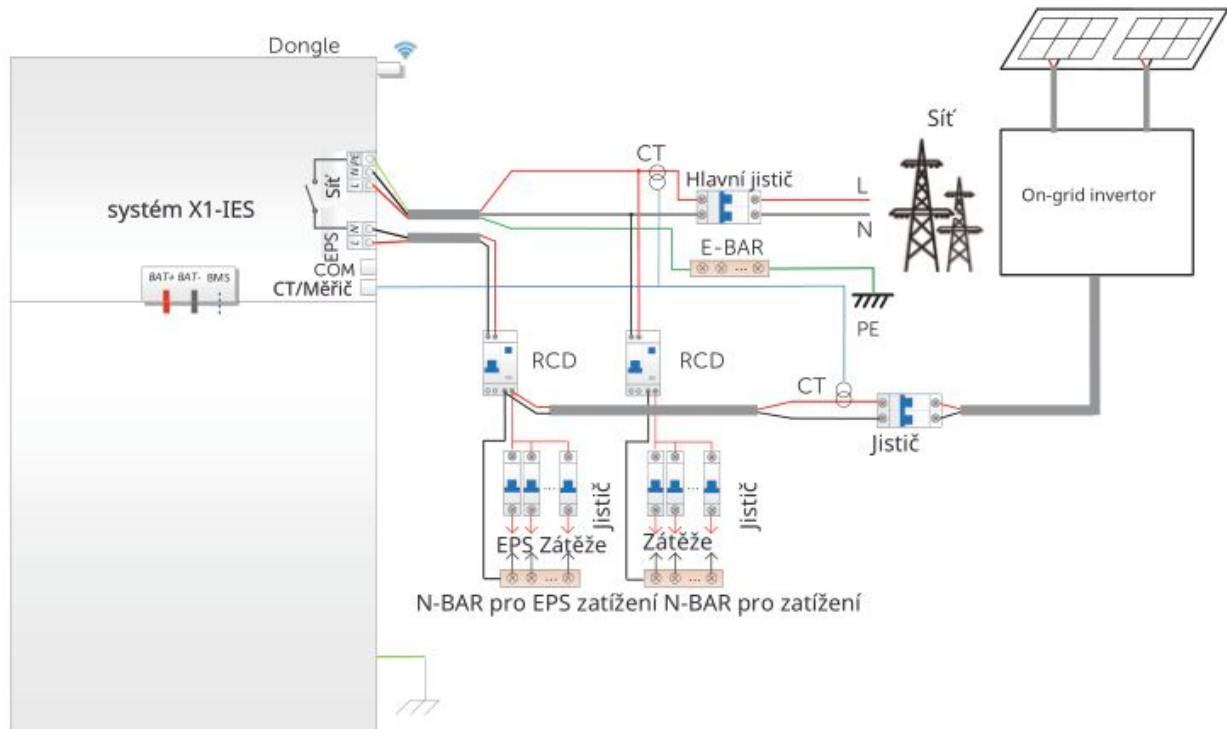 Dongle
Síť
CT
Hlavní jistič
L
N
On-grid invertor
systém X1-IES
Síť
PE
N
L
EPS
N
L
E-BAR
COM
CT/Měřič
BAT+ BAT- BMS
PE
RCD
RCD
CT
Jistič
Jistič
Jistič
...
...
EPS Zátěže
Zátěže
...
...
...
N-BAR pro EPS zatížení N-BAR pro zatížení